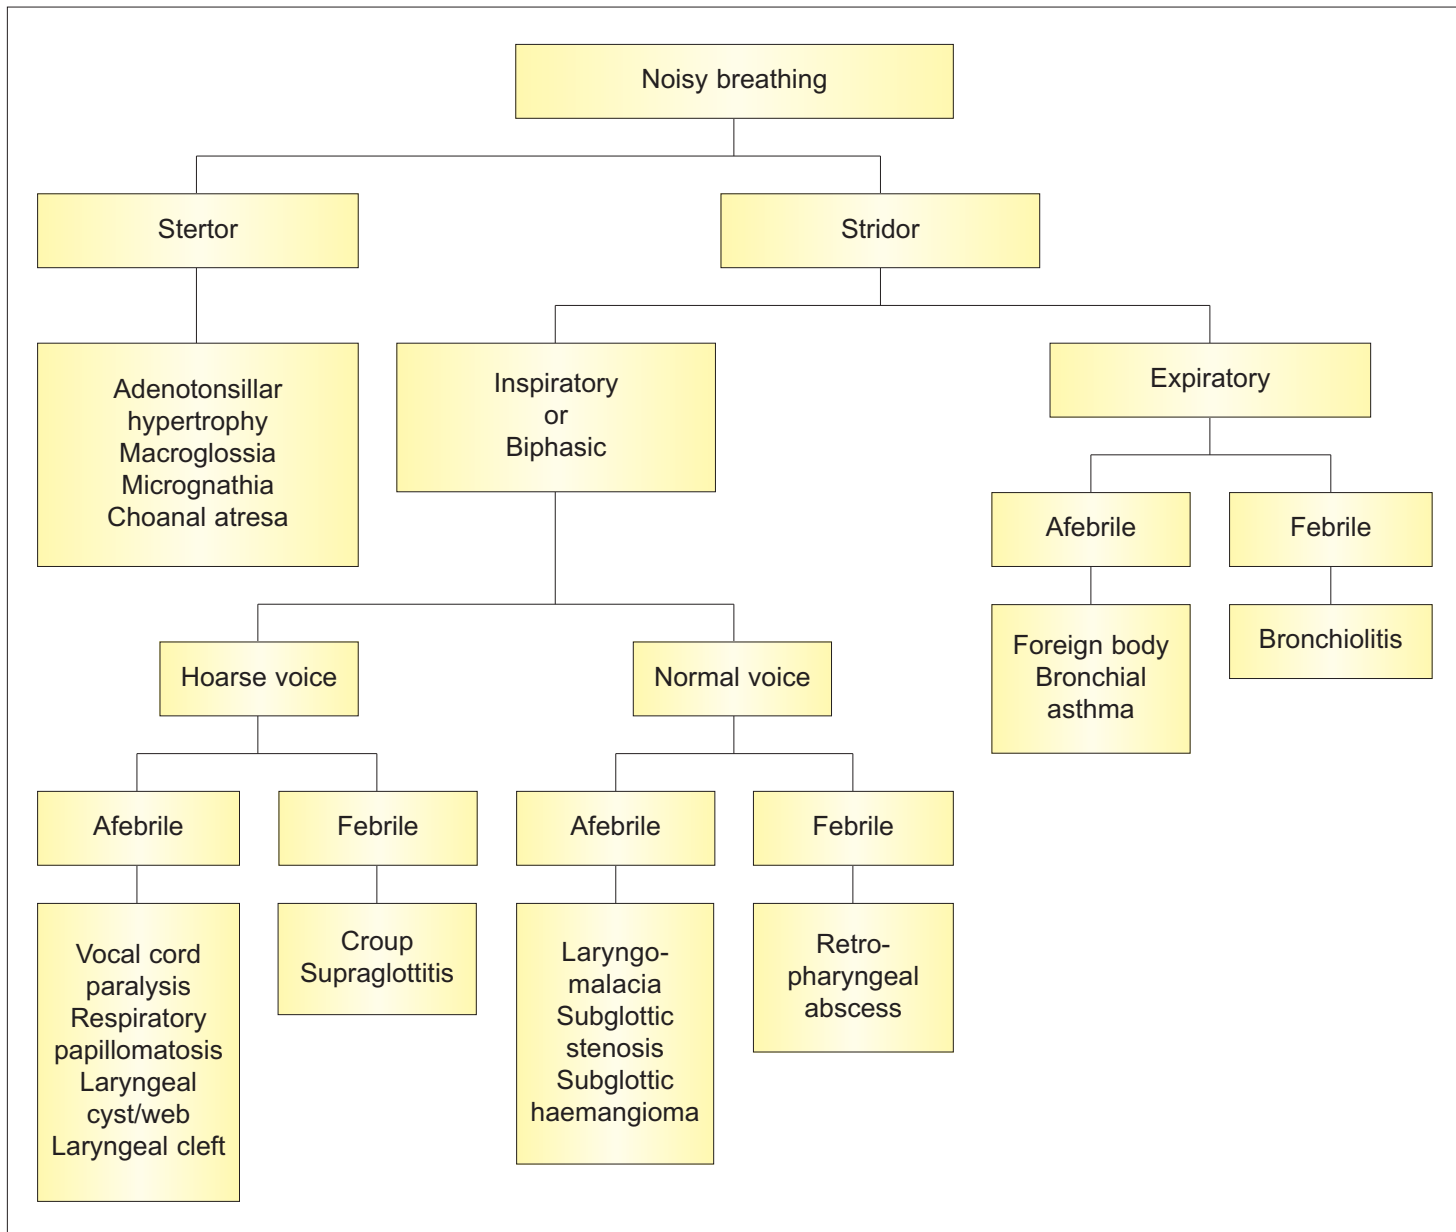 Noisy breathing
Stertor
Stridor
Adenotonsillar
hypertrophy
Macroglossia
Micrognathia
Choanal atresa
Inspiratory
or
Biphasic
Expiratory
Afebrile
Febrile
Foreign body
Bronchial
asthma
Bronchiolitis
Hoarse voice
Normal voice
Afebrile
Febrile
Afebrile
Febrile
Vocal cord
paralysis
Respiratory
papillomatosis
Laryngeal
cyst/web
Laryngeal cleft
Croup
Supraglottitis
Laryngo-
malacia
Subglottic
stenosis
Subglottic
haemangioma
Retro-
pharyngeal
abscess